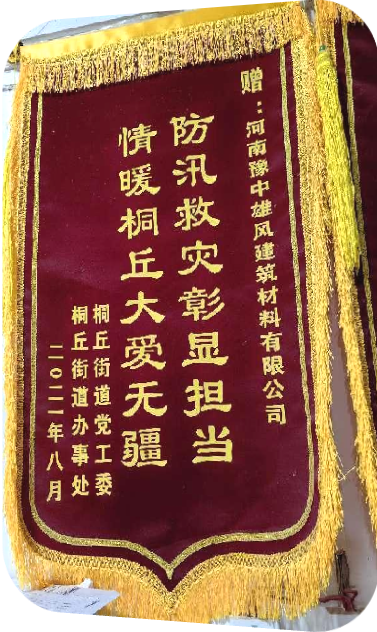 赠：河南豫中雄风建筑材料有限公司
防汛救灾彰显担当
情暖桐丘大爱无疆
桐丘街道党工委
桐丘街道办事处
二〇二一年八月